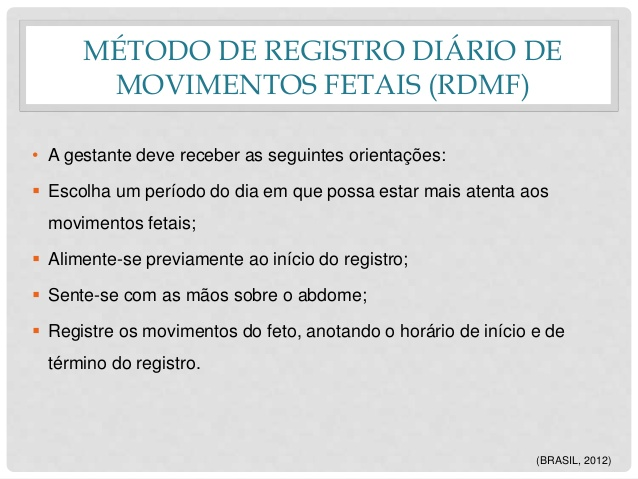 MÉTODO DE REGISTRO DIÁRIO DE
MOVIMENTOS FETAIS (RDMF)
• A gestante deve receber as seguintes orientações:
▪ Escolha um período do dia em que possa estar mais atenta aos
movimentos fetais;
▪ Alimente-se previamente ao início do registro;
▪ Sente-se com as mãos sobre o abdome;
▪ Registre os movimentos do feto, anotando o horário de início e de
término do registro.
(BRASIL, 2012)